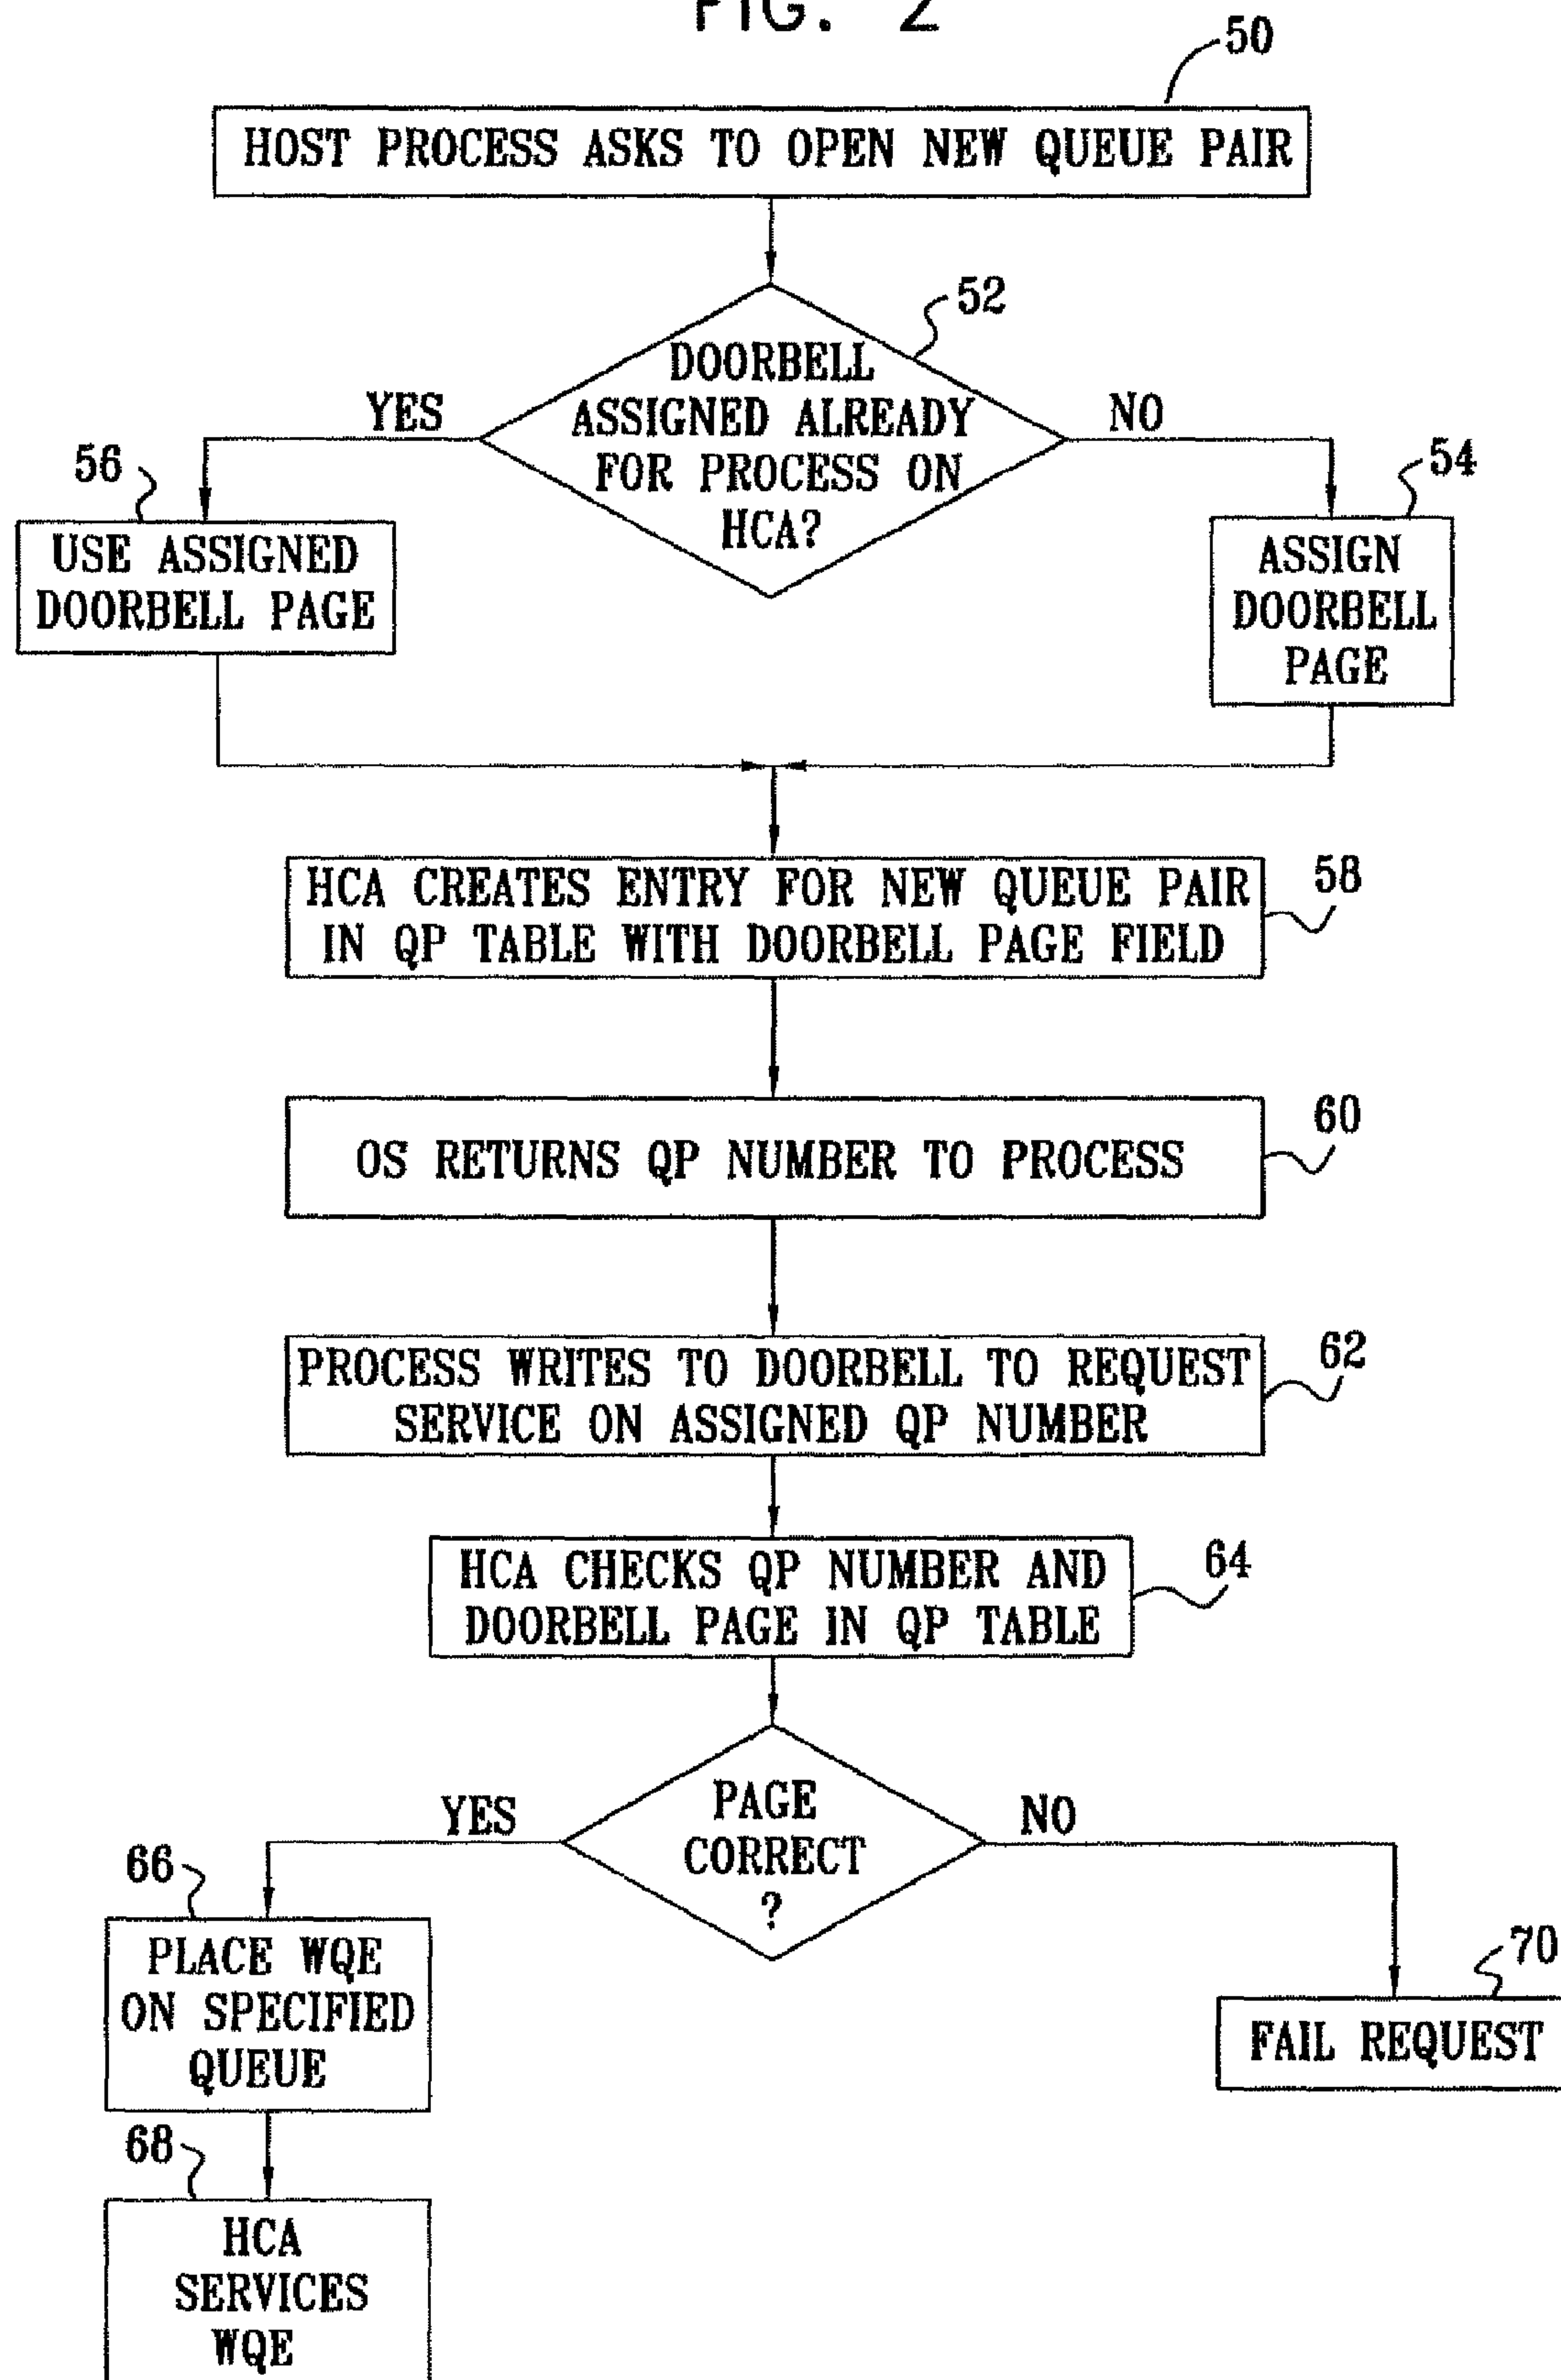 FIG. 2
50
HOST PROCESS ASKS TO OPEN NEW QUEUE PAIR
52
DOORBELL
ASSIGNED ALREADY
FOR PROCESS ON
HCA?
YES
NO
56
USE ASSIGNED
DOORBELL PAGE
54
ASSIGN
DOORBELL
PAGE
HCA CREATES ENTRY FOR NEW QUEUE PAIR
IN QP TABLE WITH DOORBELL PAGE FIELD
58
OS RETURNS QP NUMBER TO PROCESS
60
PROCESS WRITES TO DOORBELL TO REQUEST
SERVICE ON ASSIGNED QP NUMBER
62
HCA CHECKS QP NUMBER AND
DOORBELL PAGE IN QP TABLE
64
PAGE
CORRECT
?
YES
NO
66
PLACE WQE
ON SPECIFIED
QUEUE
70
FAIL REQUEST
68
HCA
SERVICES
WQE